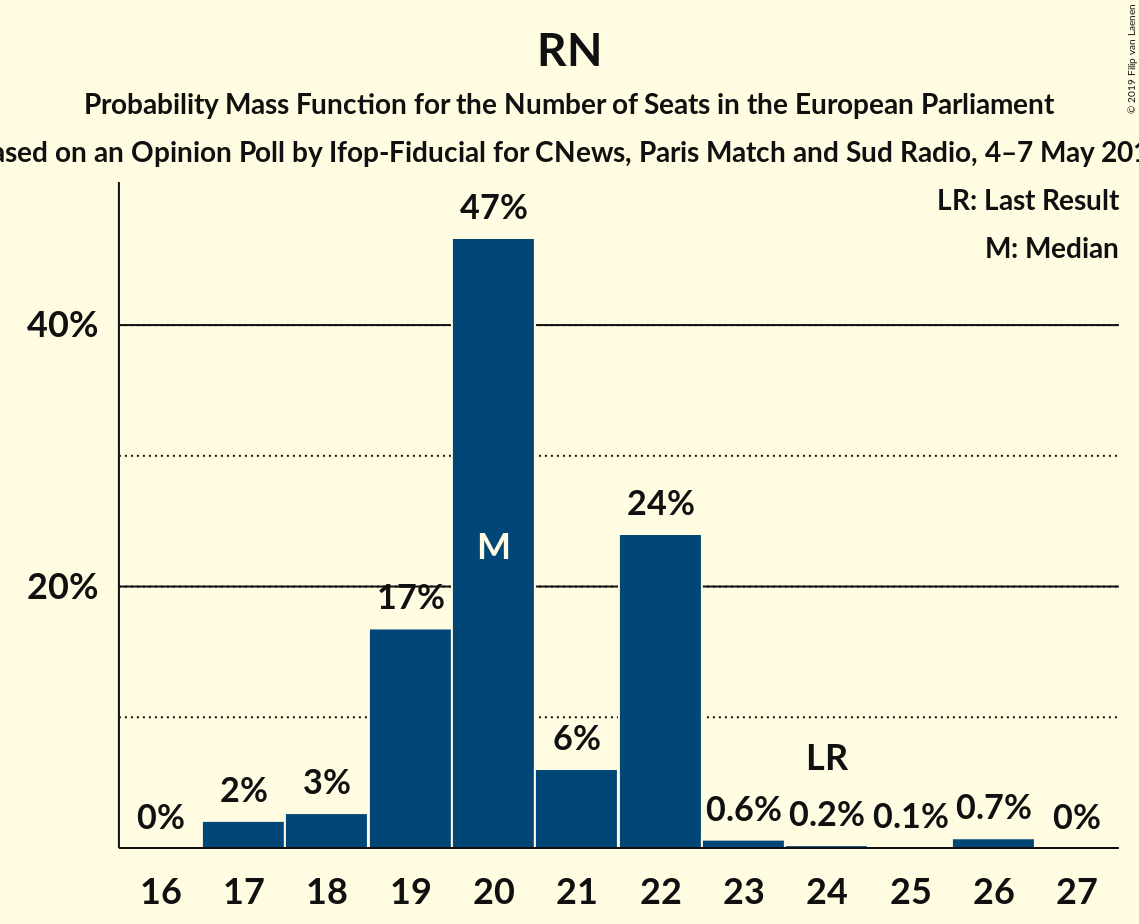 RN
Probability Mass Function for the Number of Seats in the European Parliament
on an Opinion Poll by Ifop-Fiducial for CNews, Paris Match and Sud Radio, 4–7 May
LR: Last Result
M: Median
© 2019 Filip van Laenen
47%
40%
24%
M
20%
17%
6%
LR
3%
2%
0%
0.6%
0.2%
0.1%
0.7%
0%
16 17 18 19 20 21 22 23 24 25 26 27